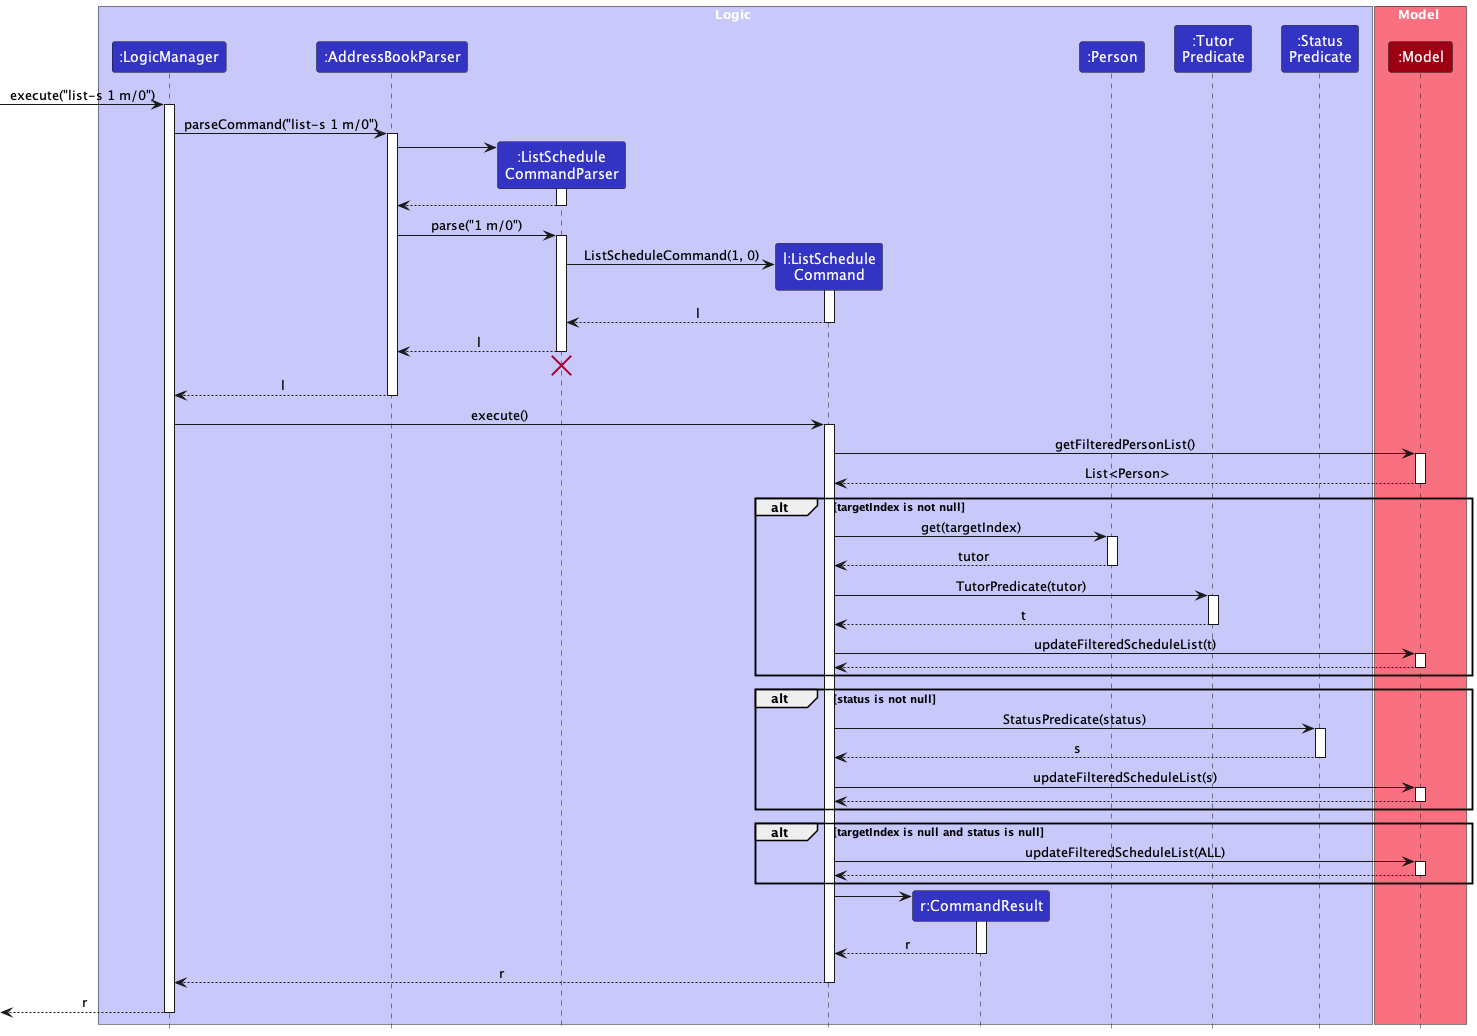 Logic
Model
:LogicManager
:AddressBookParser
:Person
:Tutor
Predicate
:Status
Predicate
:Model
execute("list-s 1 m/0")
parseCommand("list-s 1 m/0")
:ListSchedule
CommandParser
parse("1 m/0")
ListScheduleCommand(1, 0)
l:ListSchedule
Command
l
l
l
execute()
getFilteredPersonList()
List<Person>
alt
[targetIndex is not null]
get(targetIndex)
tutor
TutorPredicate(tutor)
t
updateFilteredScheduleList(t)
alt
[status is not null]
StatusPredicate(status)
s
updateFilteredScheduleList(s)
alt
[targetIndex is null and status is null]
updateFilteredScheduleList(ALL)
r:CommandResult
r
r
r